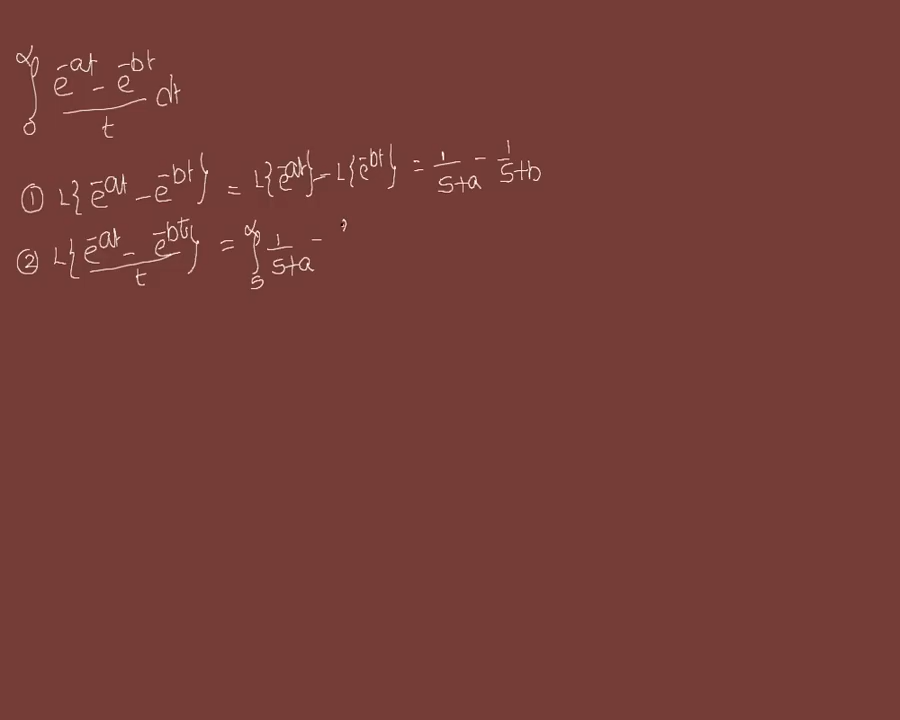 ∫₀^∞ (e^-at - e^-bt)/t dt
① L{e^-at - e^-bt} = L{e^-at} - L{e^-bt} = 1/(s+a) - 1/(s+b)
② L{(e^-at - e^-bt)/t} = ∫ₛ^∞ 1/(s+a) -